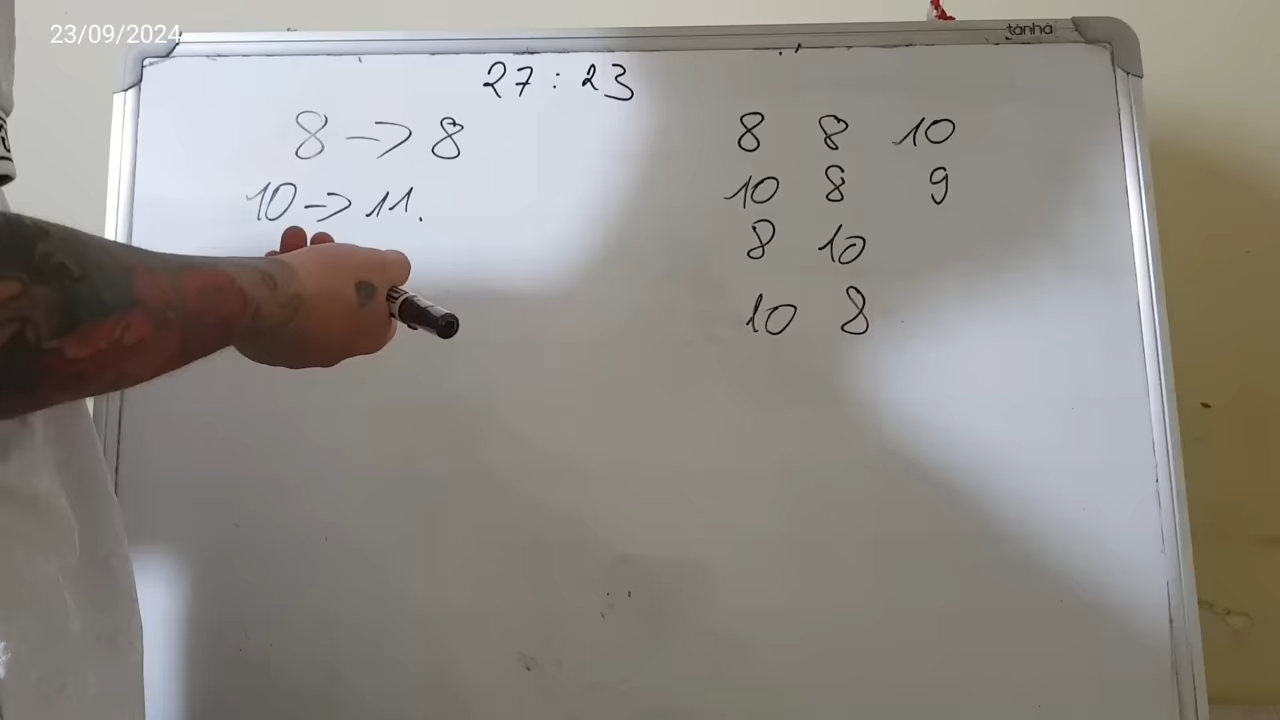 23/09/2024
tänhä
27 : 23
8 -> 8
10 -> 11.
8 8 10
10 8 9
8 10
10 8